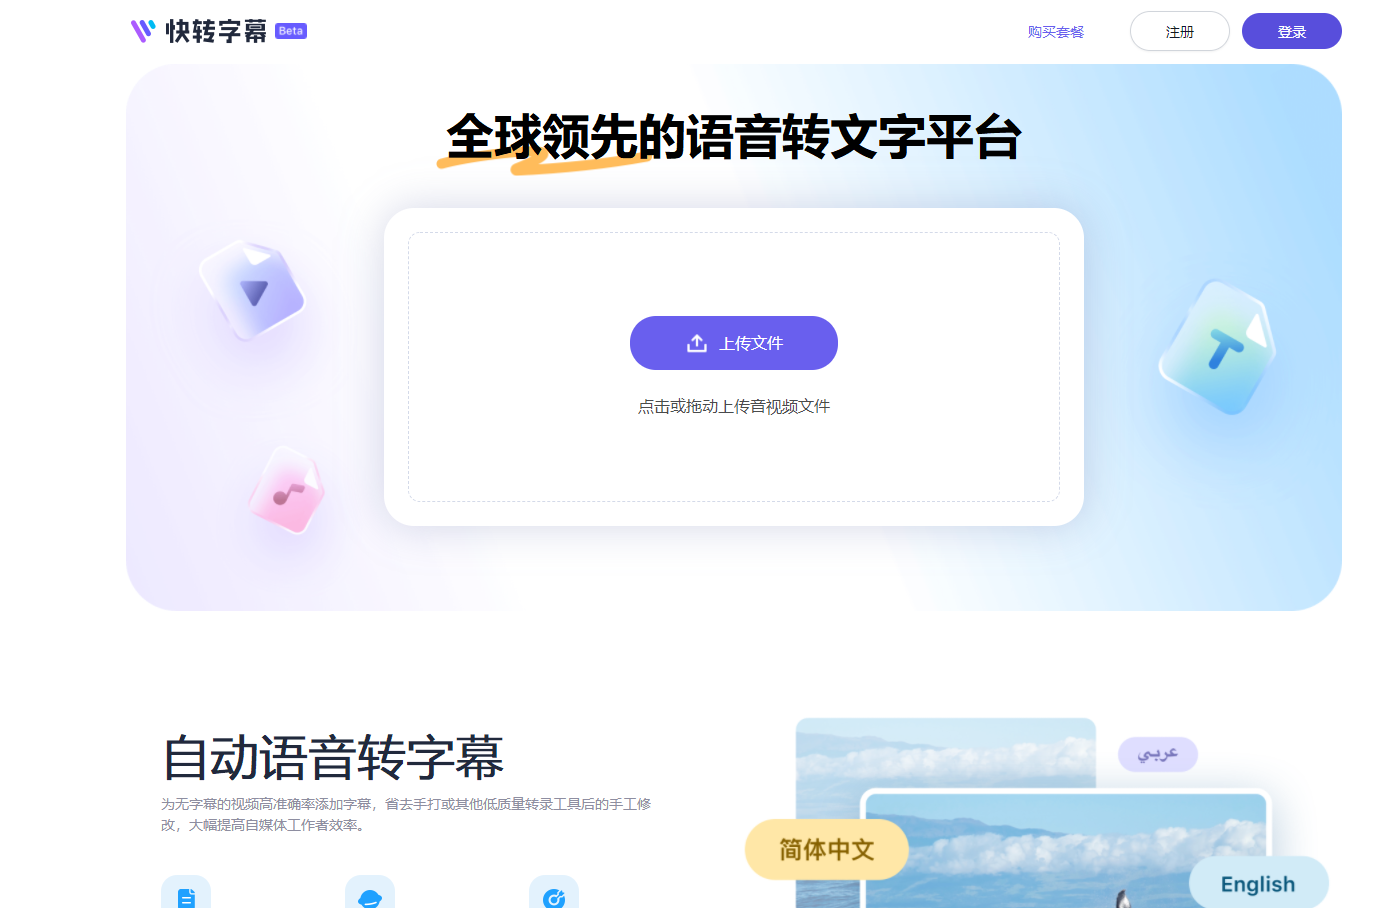 快转字幕 Beta
购买套餐
注册
登录
全球领先的语音转文字平台
上传文件
点击或拖动上传音视频文件
自动语音转字幕
为无字幕的视频高准确率添加字幕，省去手打或其他低质量转录工具后的手工修
改，大幅提高自媒体工作者效率。
عربي
简体中文
English